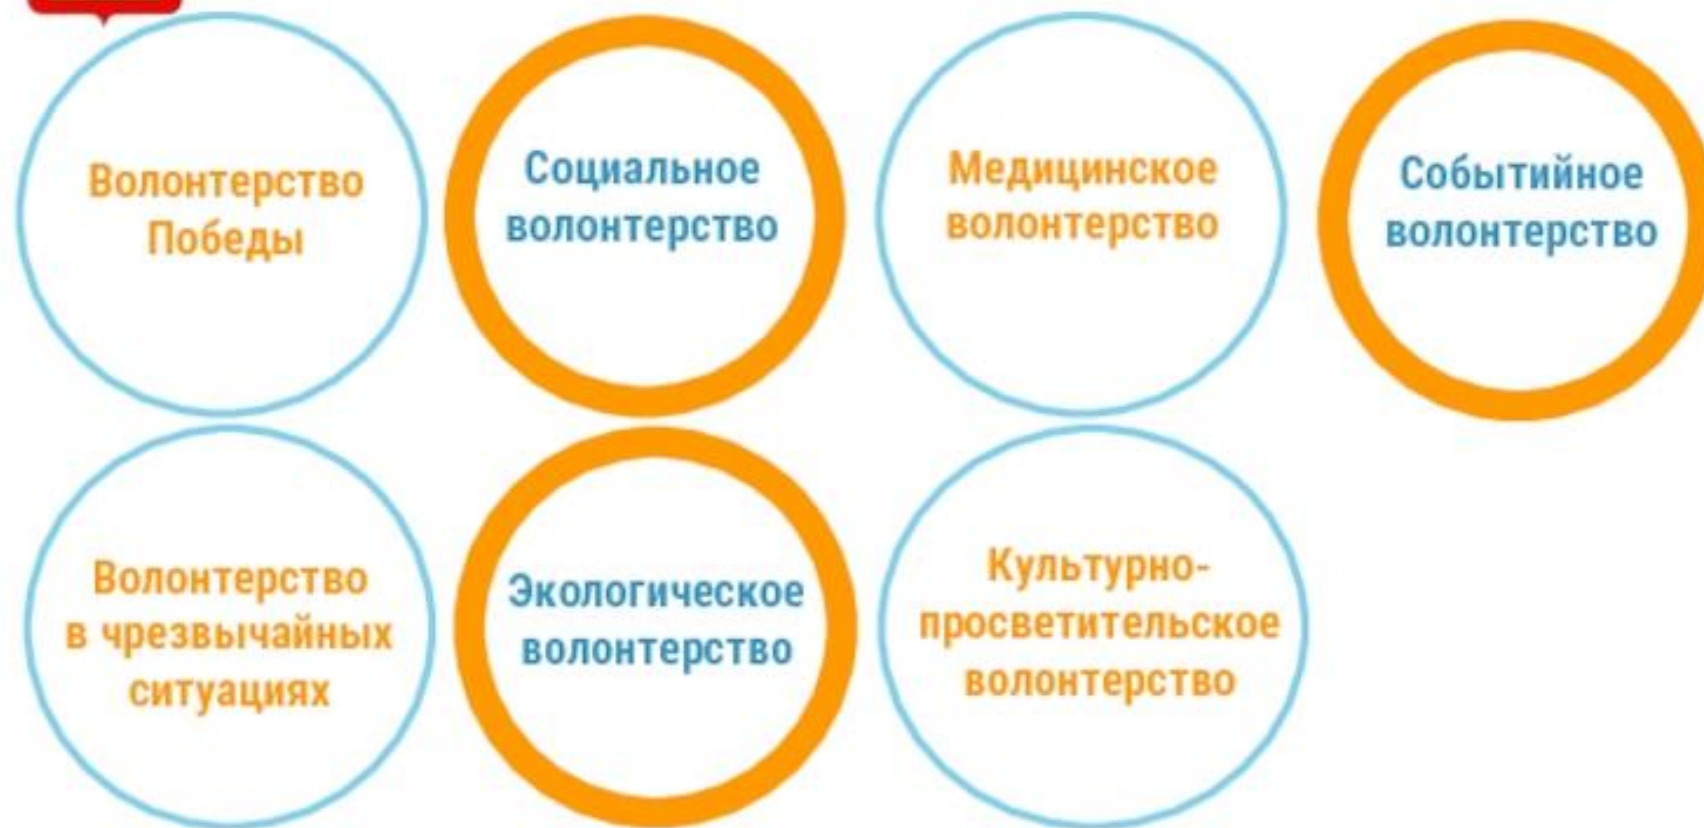 Волонтерство
Победы
Социальное
волонтерство
Медицинское
волонтерство
Событийное
волонтерство
Волонтерство
в чрезвычайных
ситуациях
Экологическое
волонтерство
Культурно-
просветительское
волонтерство